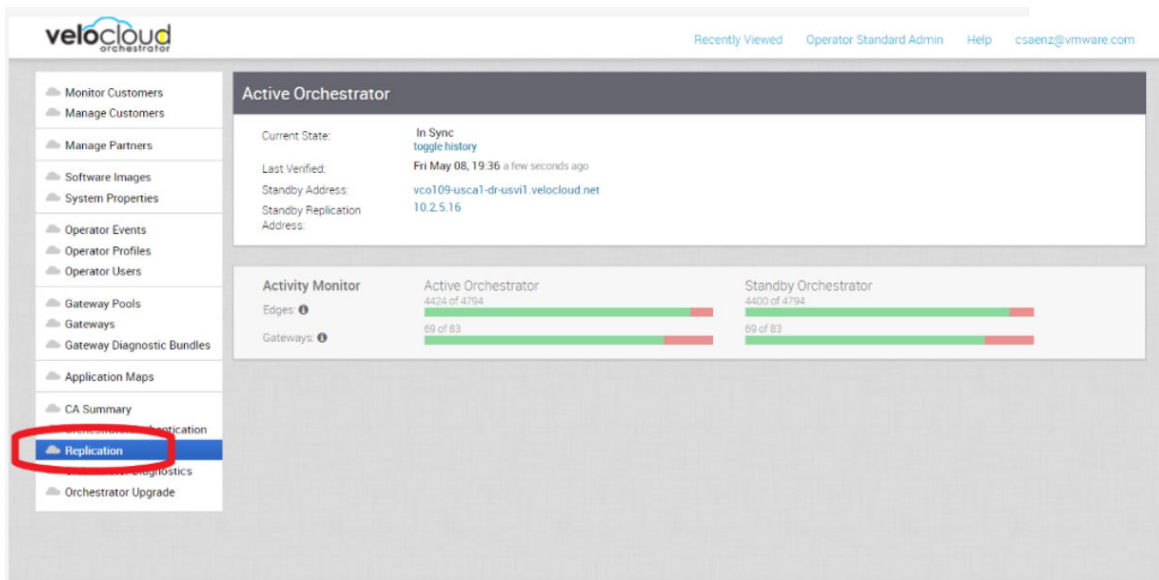 velocloud
orchestrator
Recently Viewed Operator Standard Admin Help csaenz@vmware.com
Monitor Customers
Manage Customers
Manage Partners
Software Images
System Properties
Operator Events
Operator Profiles
Operator Users
Gateway Pools
Gateways
Gateway Diagnostic Bundles
Application Maps
CA Summary
Replication
Orchestrator Upgrade
Active Orchestrator
Current State: In Sync
toggle history
Last Verified: Fri May 08, 19:36 a few seconds ago
Standby Address: vco109-usca1-dr-usvi1.velocloud.net
Standby Replication 10.2.5.16
Address:
Activity Monitor Active Orchestrator Standby Orchestrator
4424 of 4794 4400 of 4794
Edges:
69 of 83 69 of 83
Gateways: